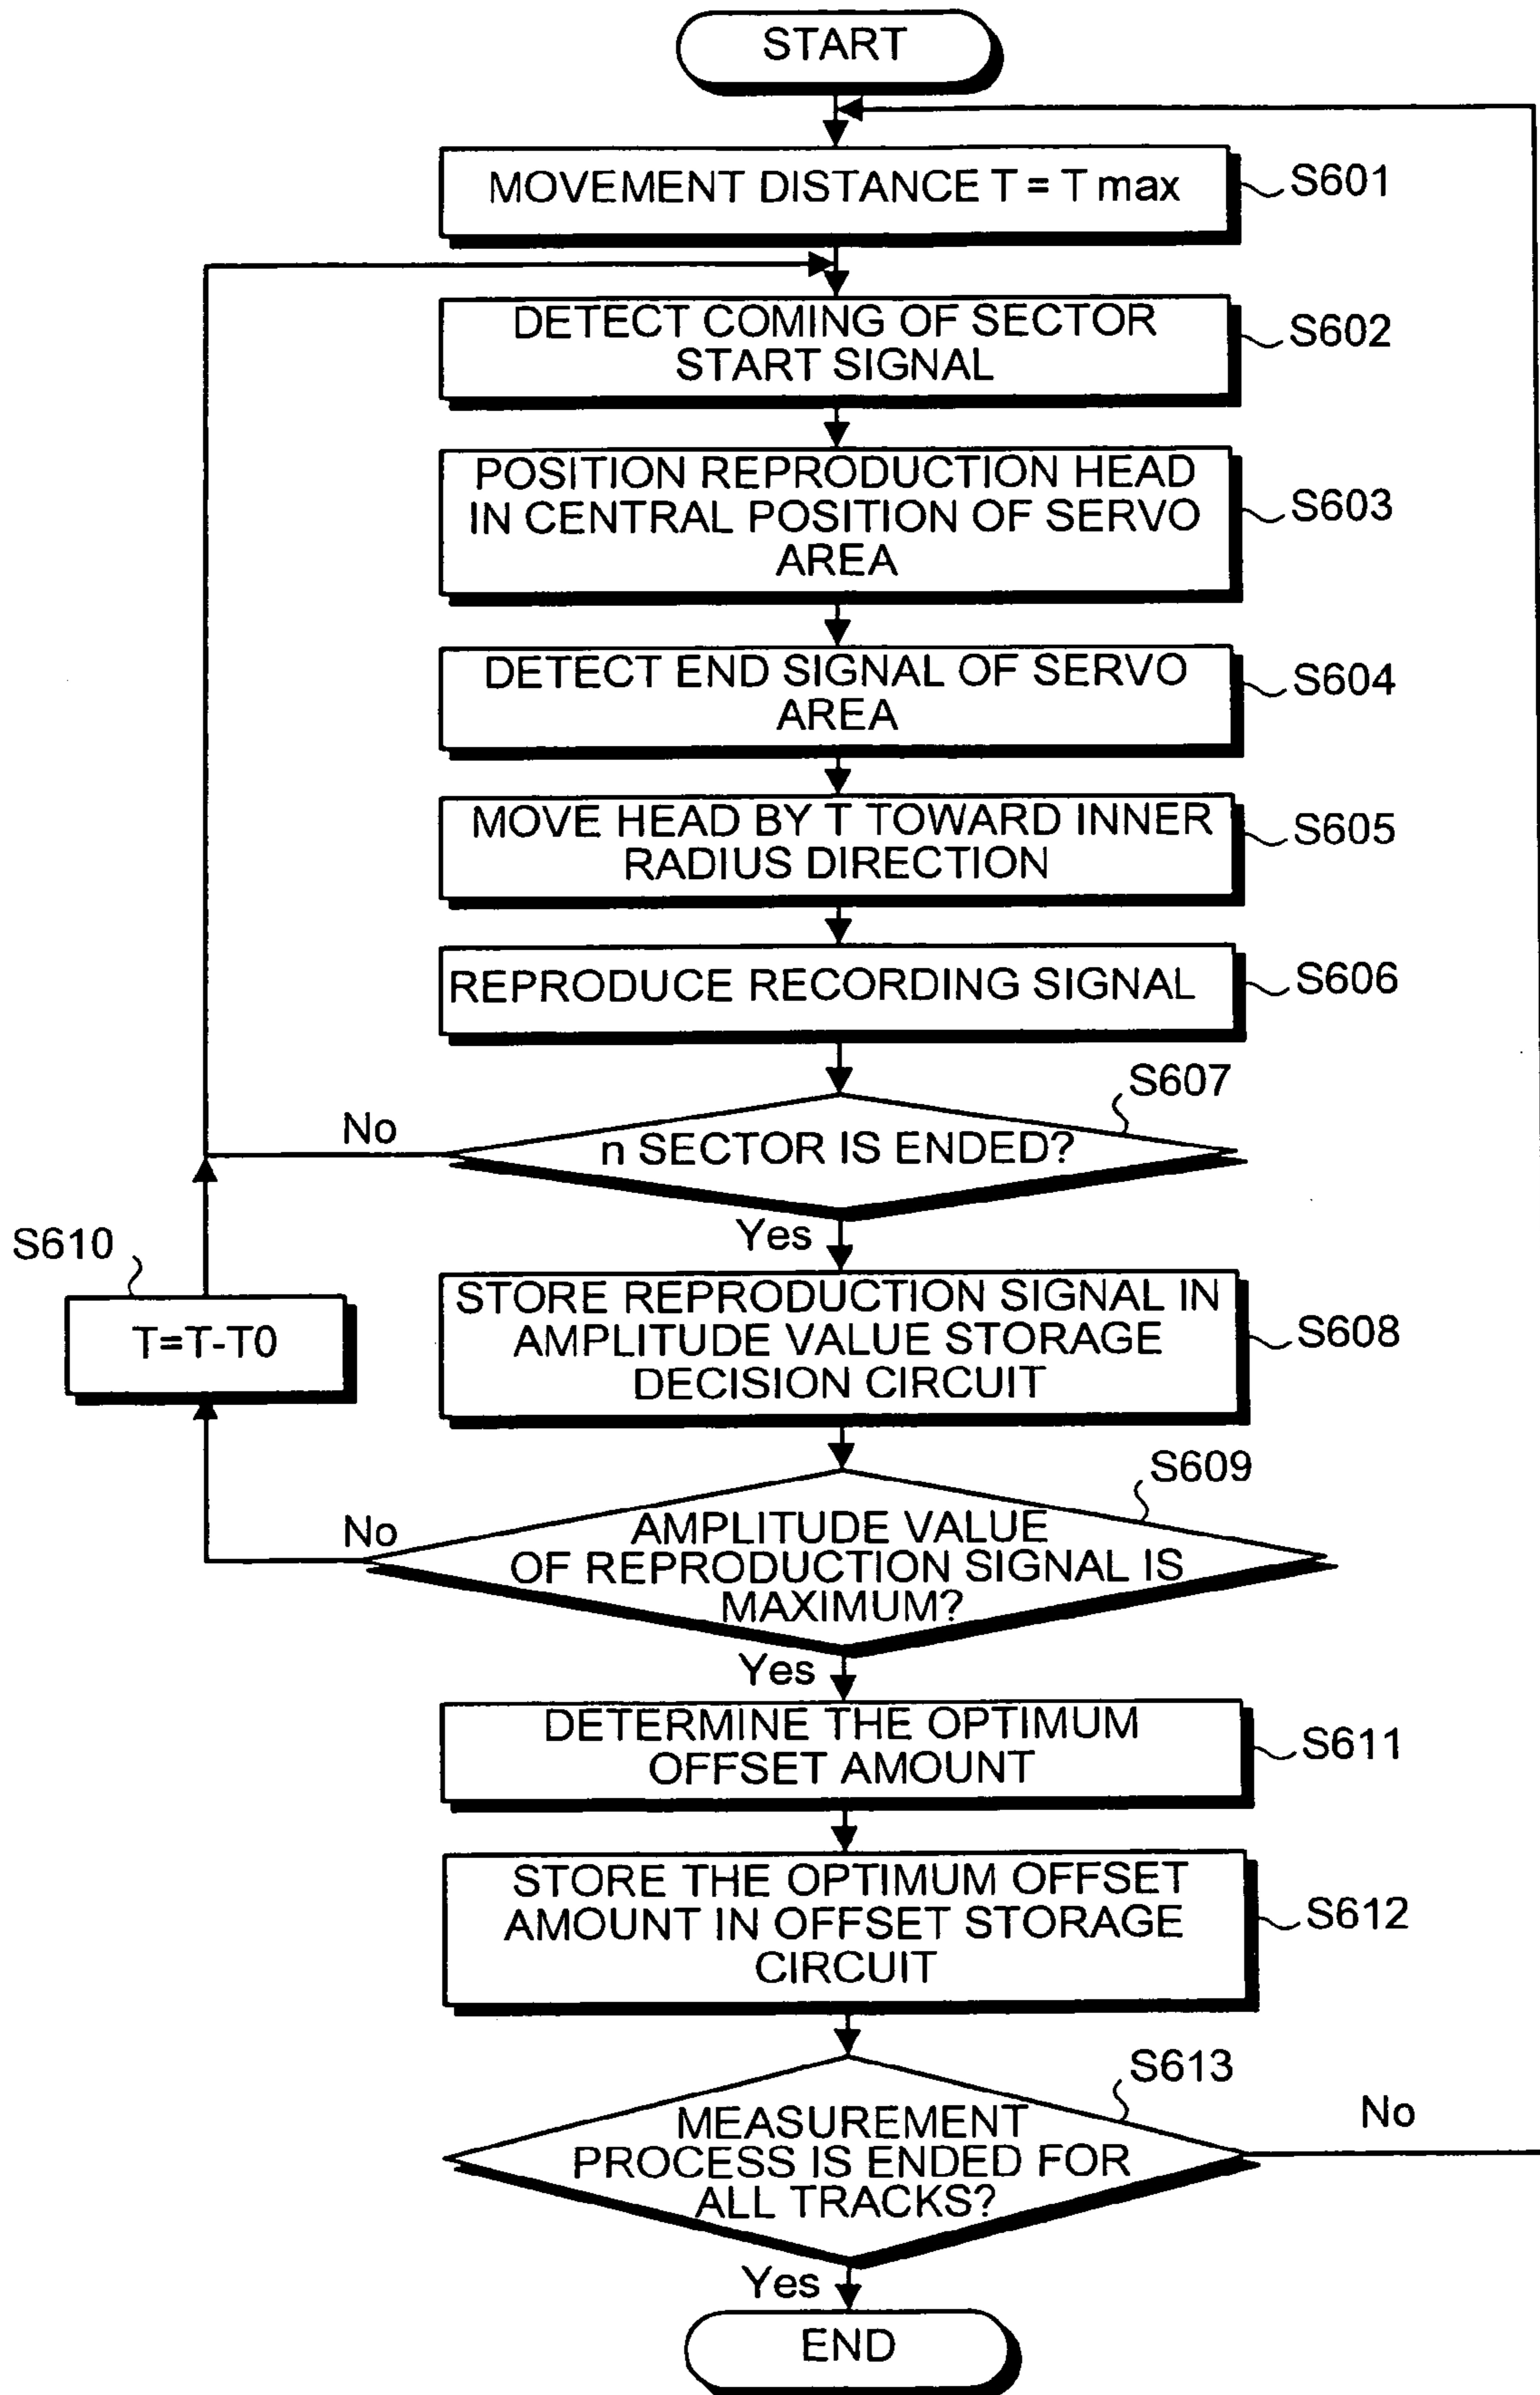 START
MOVEMENT DISTANCE T = T max
S601
DETECT COMING OF SECTOR
START SIGNAL
S602
POSITION REPRODUCTION HEAD
IN CENTRAL POSITION OF SERVO
AREA
S603
DETECT END SIGNAL OF SERVO
AREA
S604
MOVE HEAD BY T TOWARD INNER
RADIUS DIRECTION
S605
REPRODUCE RECORDING SIGNAL
S606
S607
No
n SECTOR IS ENDED?
Yes
S610
T=T-T0
STORE REPRODUCTION SIGNAL IN
AMPLITUDE VALUE STORAGE
DECISION CIRCUIT
S608
S609
No
AMPLITUDE VALUE
OF REPRODUCTION SIGNAL IS
MAXIMUM?
Yes
DETERMINE THE OPTIMUM
OFFSET AMOUNT
S611
STORE THE OPTIMUM OFFSET
AMOUNT IN OFFSET STORAGE
CIRCUIT
S612
S613
No
MEASUREMENT
PROCESS IS ENDED FOR
ALL TRACKS?
Yes
END